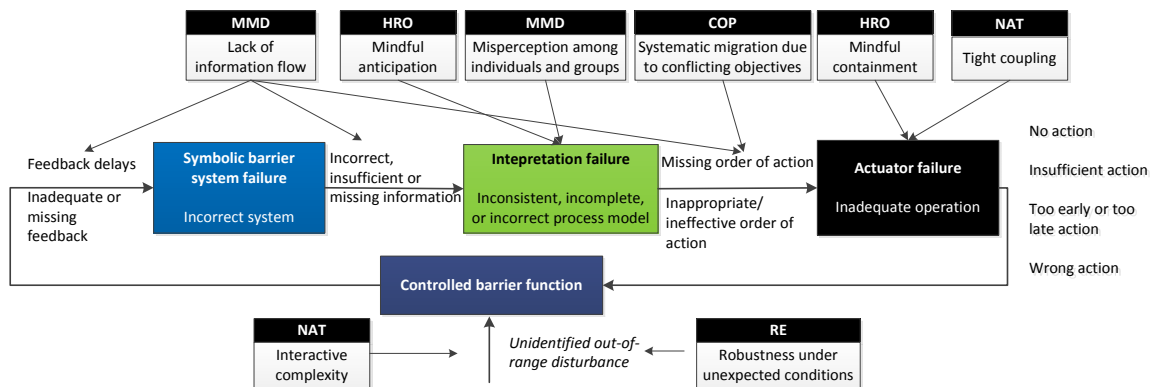 MMD
Lack of
information flow
HRO
Mindful
anticipation
MMD
Misperception among
individuals and groups
COP
Systematic migration due
to conflicting objectives
HRO
Mindful
containment
NAT
Tight coupling
Feedback delays
Inadequate or
missing
feedback
Symbolic barrier
system failure
Incorrect system
Incorrect,
insufficient or
missing information
Intepretation failure
Inconsistent, incomplete,
or incorrect process model
Missing order of action
Inappropriate/
ineffective order of
action
Actuator failure
Inadequate operation
No action
Insufficient action
Too early or too
late action
Wrong action
Controlled barrier function
NAT
Interactive
complexity
Unidentified out-of-
range disturbance
RE
Robustness under
unexpected conditions